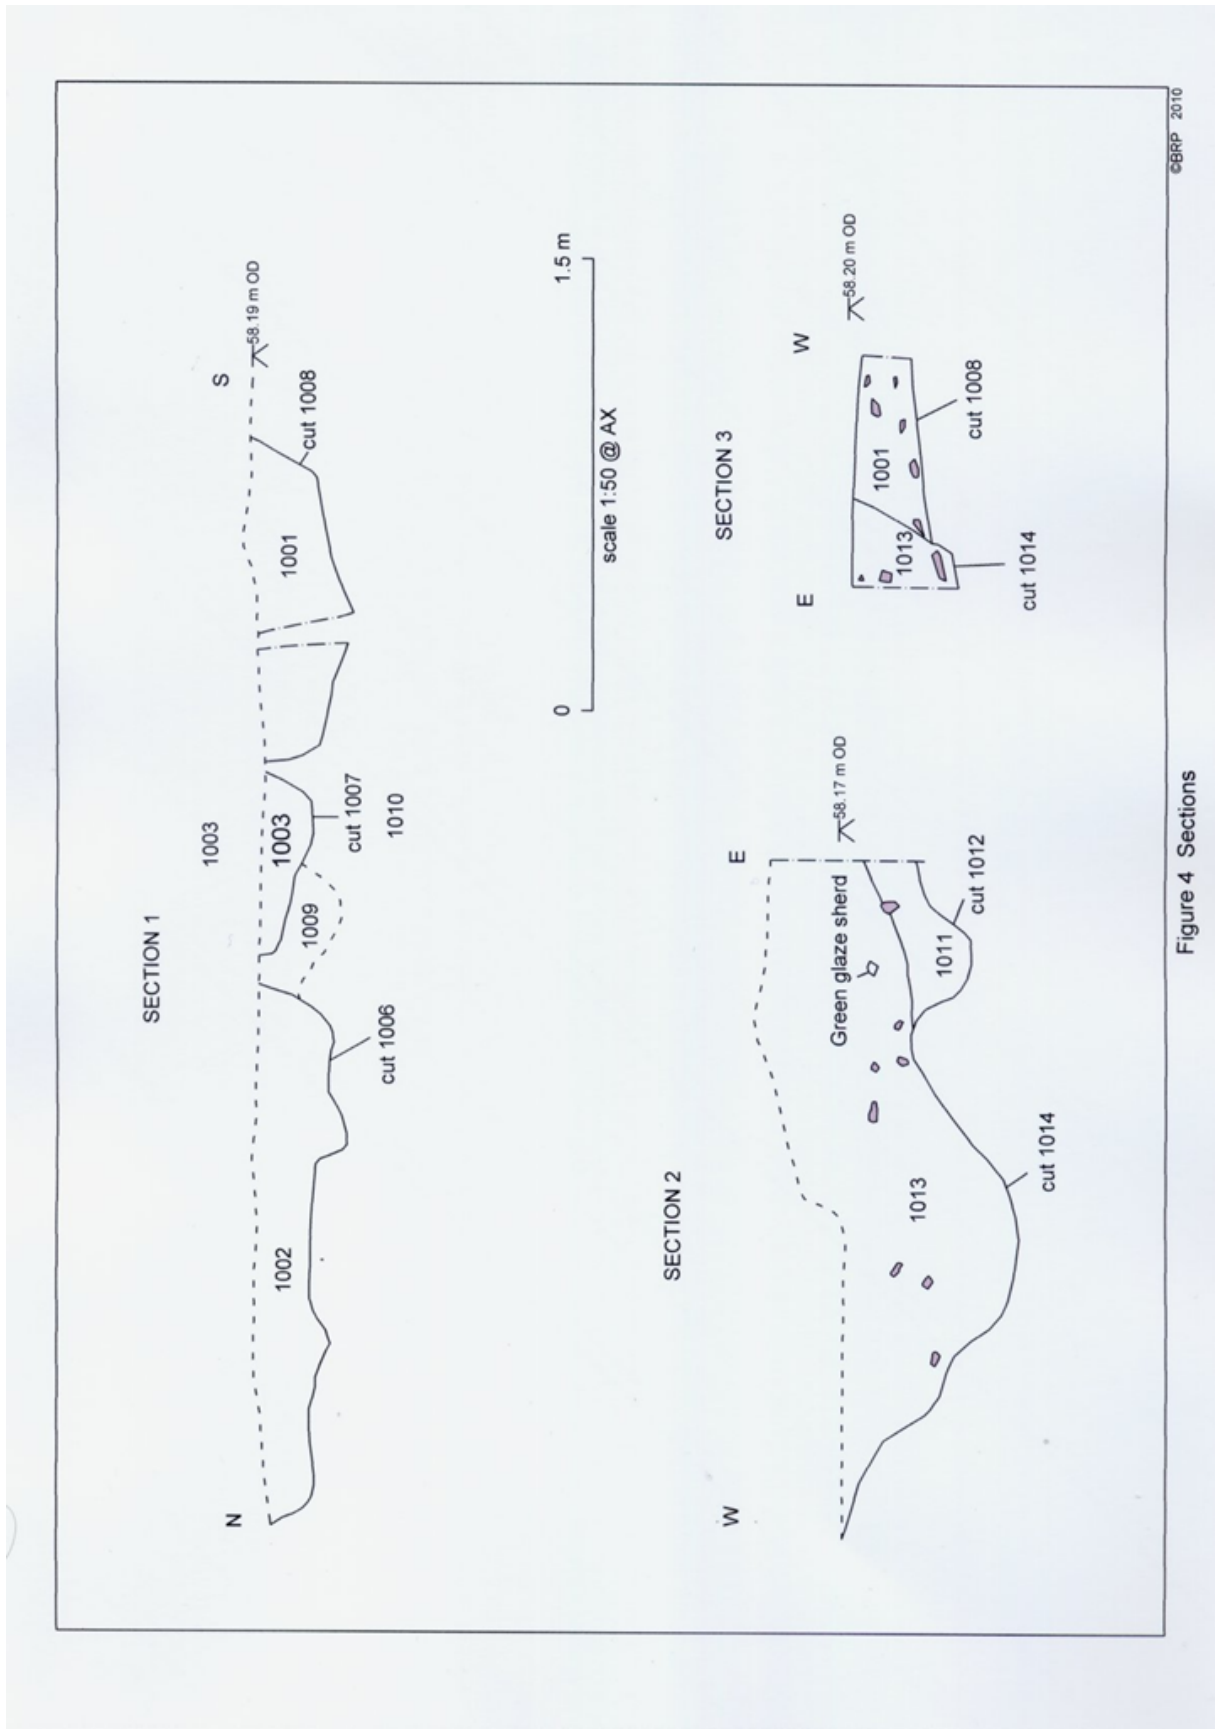 SECTION 1
N
S
58.19 m OD
1003
1002
1009
1003
1001
cut 1006
cut 1007
cut 1008
1010
0
1.5 m
scale 1:50 @ AX
SECTION 2
W
E
58.17 m OD
Green glaze sherd
1013
1011
cut 1014
cut 1012
SECTION 3
E
W
58.20 m OD
1013
1001
cut 1014
cut 1008
Figure 4 Sections
©BRP 2010